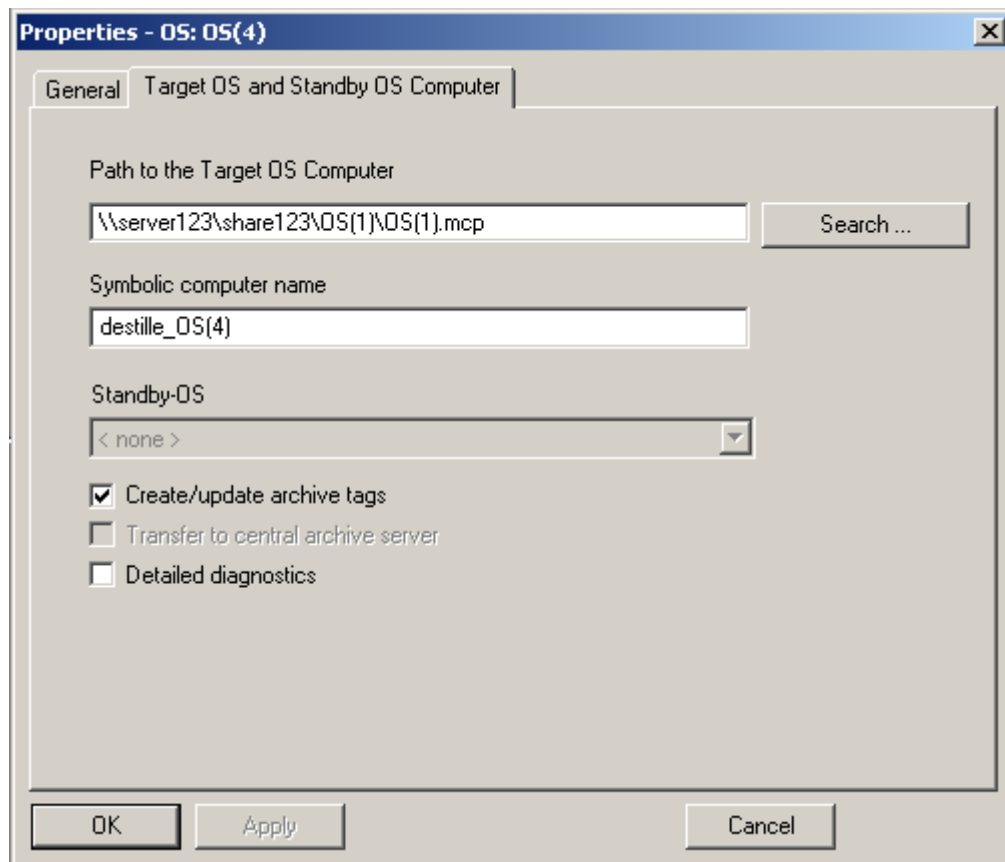 Properties - OS: OS(4)
General
Target OS and Standby OS Computer
Path to the Target OS Computer
\\server123\share123\OS(1)\OS(1).mcp
Search ...
Symbolic computer name
destille_OS(4)
Standby-OS
< none >
Create/update archive tags
Transfer to central archive server
Detailed diagnostics
OK
Apply
Cancel